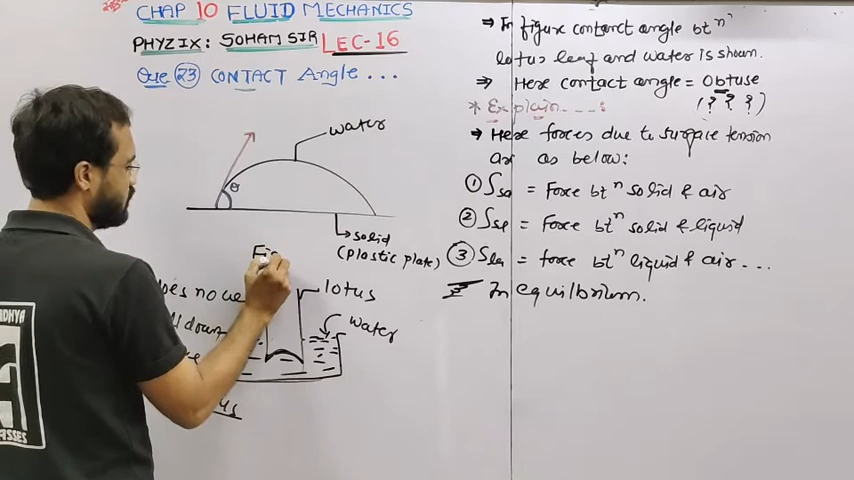 CHAP 10 FLUID MECHANICS
PHYZIX: SOHAM SIR LEC-16
Que 23 CONTACT Angle...
water
θ
solid
(plastic plate)
lotus
water
⇒ In figure contact angle btⁿ
lotus leaf and water is shown.
⇒ Here contact angle = Obtuse
(???)
* Explain....:
→ Here forces due to surface tension
are as below:
① Ssa = Force btⁿ solid & air
② Ssl = Force btⁿ solid & liquid
③ Sla = force btⁿ liquid & air...
In equilibrium.